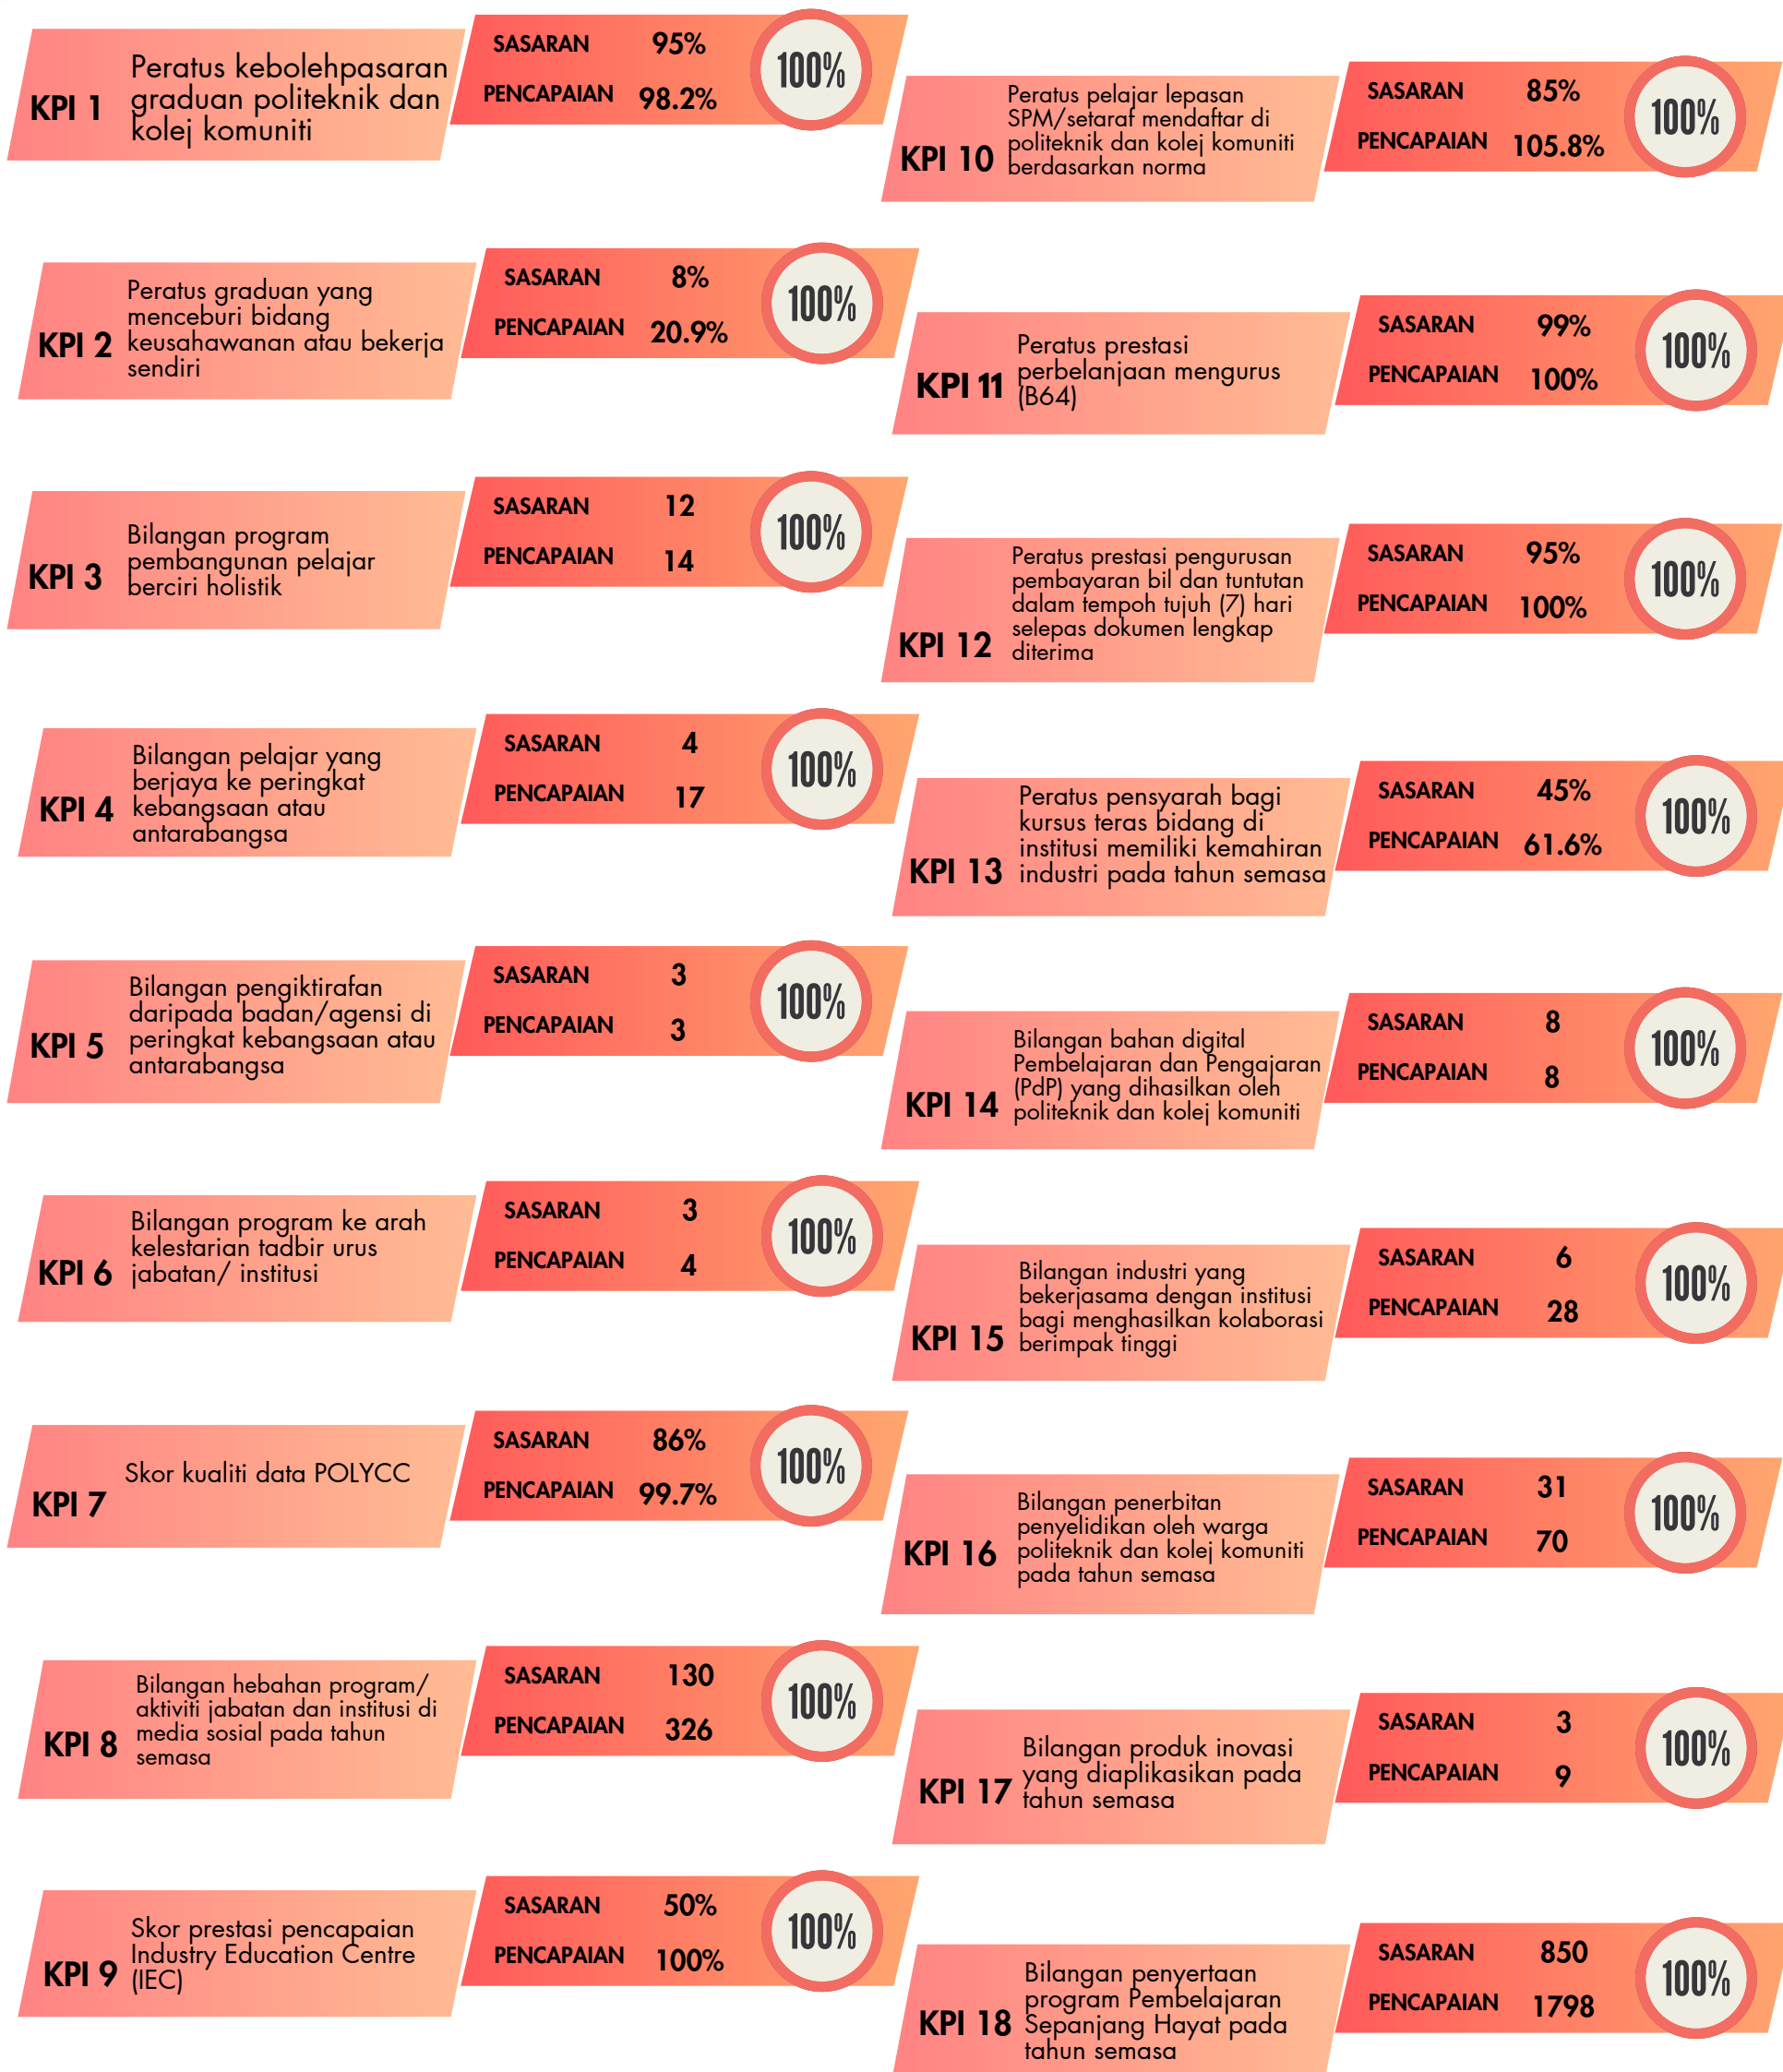 KPI 1
Peratus kebolehpasaran
graduan politeknik dan
kolej komuniti
SASARAN 95%
PENCAPAIAN 98.2%
100%
KPI 2
Peratus graduan yang
menceburi bidang
keusahawanan atau bekerja
sendiri
SASARAN 8%
PENCAPAIAN 20.9%
100%
KPI 3
Bilangan program
pembangunan pelajar
berciri holistik
SASARAN 12
PENCAPAIAN 14
100%
KPI 4
Bilangan pelajar yang
berjaya ke peringkat
kebangsaan atau
antarabangsa
SASARAN 4
PENCAPAIAN 17
100%
KPI 5
Bilangan pengiktirafan
daripada badan/agensi di
peringkat kebangsaan atau
antarabangsa
SASARAN 3
PENCAPAIAN 3
100%
KPI 6
Bilangan program ke arah
kelestarian tadbir urus
jabatan/ institusi
SASARAN 3
PENCAPAIAN 4
100%
KPI 7
Skor kualiti data POLYCC
SASARAN 86%
PENCAPAIAN 99.7%
100%
KPI 8
Bilangan hebahan program/
aktiviti jabatan dan institusi di
media sosial pada tahun
semasa
SASARAN 130
PENCAPAIAN 326
100%
KPI 9
Skor prestasi pencapaian
Industry Education Centre
(IEC)
SASARAN 50%
PENCAPAIAN 100%
100%
KPI 10
Peratus pelajar lepasan
SPM/setaraf mendaftar di
politeknik dan kolej komuniti
berdasarkan norma
SASARAN 85%
PENCAPAIAN 105.8%
100%
KPI 11
Peratus prestasi
perbelanjaan mengurus
(B64)
SASARAN 99%
PENCAPAIAN 100%
100%
KPI 12
Peratus prestasi pengurusan
pembayaran bil dan tuntutan
dalam tempoh tujuh (7) hari
selepas dokumen lengkap
diterima
SASARAN 95%
PENCAPAIAN 100%
100%
KPI 13
Peratus pensyarah bagi
kursus teras bidang di
institusi memiliki kemahiran
industri pada tahun semasa
SASARAN 45%
PENCAPAIAN 61.6%
100%
KPI 14
Bilangan bahan digital
Pembelajaran dan Pengajaran
(PdP) yang dihasilkan oleh
politeknik dan kolej komuniti
SASARAN 8
PENCAPAIAN 8
100%
KPI 15
Bilangan industri yang
bekerjasama dengan institusi
bagi menghasilkan kolaborasi
berimpak tinggi
SASARAN 6
PENCAPAIAN 28
100%
KPI 16
Bilangan penerbitan
penyelidikan oleh warga
politeknik dan kolej komuniti
pada tahun semasa
SASARAN 31
PENCAPAIAN 70
100%
KPI 17
Bilangan produk inovasi
yang diaplikasikan pada
tahun semasa
SASARAN 3
PENCAPAIAN 9
100%
KPI 18
Bilangan penyertaan
program Pembelajaran
Sepanjang Hayat pada
tahun semasa
SASARAN 850
PENCAPAIAN 1798
100%